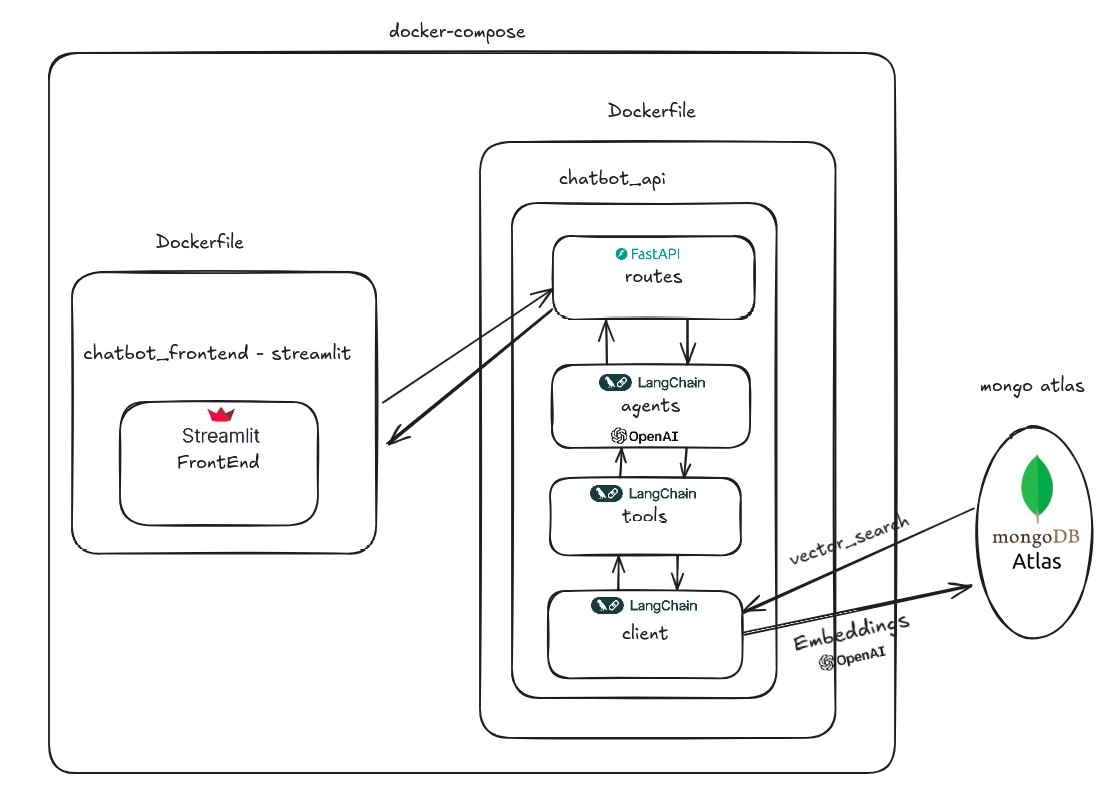 docker-compose
Dockerfile
chatbot_api
FastAPI
routes
Dockerfile
chatbot_frontend - streamlit
Streamlit
FrontEnd
LangChain
agents
OpenAI
LangChain
tools
LangChain
client
vector_search
Embeddings
OpenAI
mongo atlas
mongoDB
Atlas